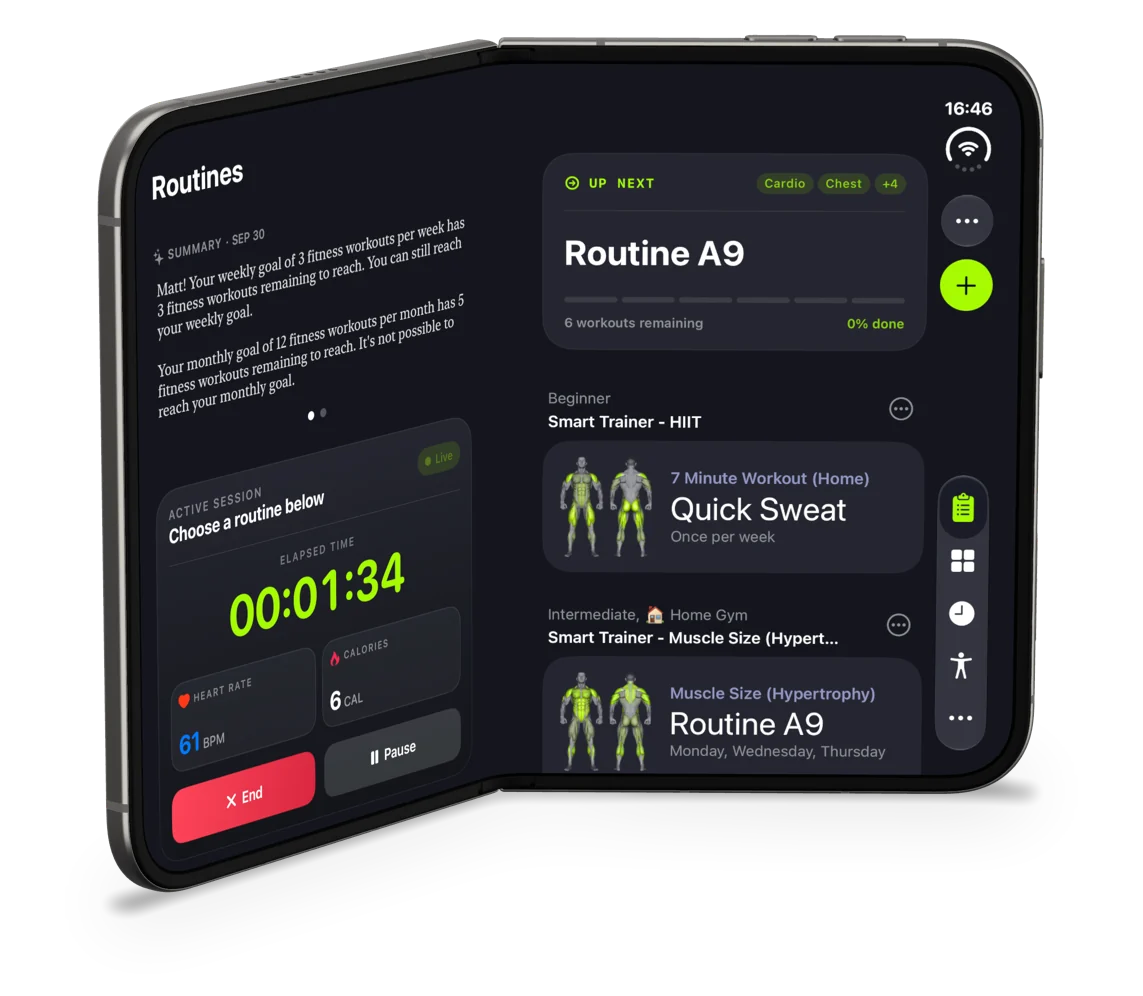 Routines
SUMMARY · SEP 30
Matt! Your weekly goal of 3 fitness workouts per week has
3 fitness workouts remaining to reach. You can still reach
your weekly goal.
Your monthly goal of 12 fitness workouts per month has 5
fitness workouts remaining to reach. It's not possible to
reach your monthly goal.
Live
ACTIVE SESSION
Choose a routine below
ELAPSED TIME
00:01:34
HEART RATE
61 BPM
CALORIES
6 CAL
End
Pause
16:46
UP NEXT
Cardio
Chest
+4
Routine A9
6 workouts remaining
0% done
Beginner
Smart Trainer - HIIT
7 Minute Workout (Home)
Quick Sweat
Once per week
Intermediate, 🏠 Home Gym
Smart Trainer - Muscle Size (Hypert...
Muscle Size (Hypertrophy)
Routine A9
Monday, Wednesday, Thursday